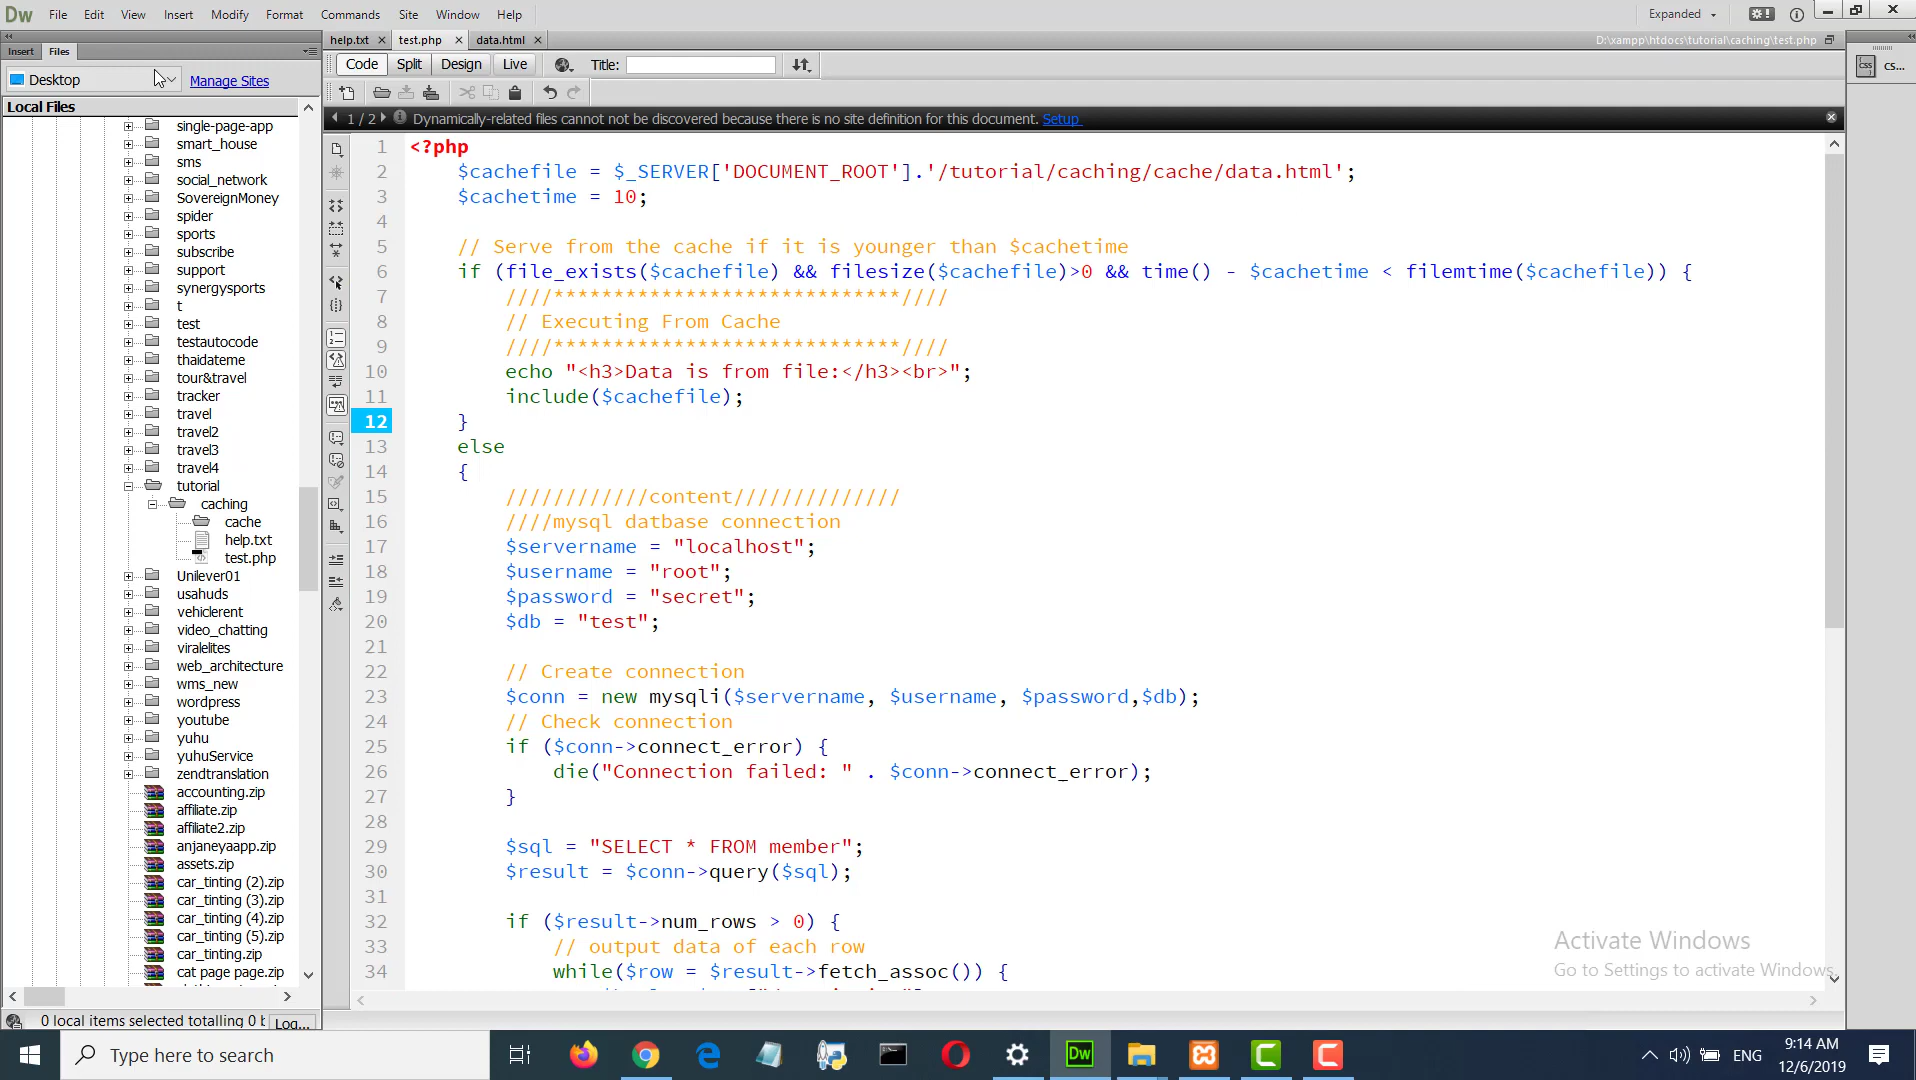 Dw File Edit View Insert Modify Format Commands Site Window Help Expanded
Insert Files
help.txt test.php data.html D:\xampp\htdocs\tutorial\caching\test.php
Desktop Manage Sites
Code Split Design Live Title:
CSS cs...
Local Files
1 / 2 Dynamically-related files cannot not be discovered because there is no site definition for this document. Setup
single-page-app
smart_house
sms
social_network
SovereignMoney
spider
sports
subscribe
support
synergysports
t
test
testautocode
thaidateme
tour&travel
tracker
travel
travel2
travel3
travel4
tutorial
caching
cache
help.txt
test.php
Unilever01
usahuds
vehiclerent
video_chatting
viralelites
web_architecture
wms_new
wordpress
youtube
yuhu
yuhuService
zendtranslation
accounting.zip
affiliate.zip
affiliate2.zip
anjaneyaapp.zip
assets.zip
car_tinting (2).zip
car_tinting (3).zip
car_tinting (4).zip
car_tinting (5).zip
car_tinting.zip
cat page page.zip
0 local items selected totalling 0 b Log...
1 <?php
2 $cachefile = $_SERVER['DOCUMENT_ROOT'].'/tutorial/caching/cache/data.html';
3 $cachetime = 10;
4
5 // Serve from the cache if it is younger than $cachetime
6 if (file_exists($cachefile) && filesize($cachefile)>0 && time() - $cachetime < filemtime($cachefile)) {
7 ////*****************************////
8 // Executing From Cache
9 ////*****************************////
10 echo "<h3>Data is from file:</h3><br>";
11 include($cachefile);
12 }
13 else
14 {
15 ////////////content//////////////
16 ////mysql datbase connection
17 $servername = "localhost";
18 $username = "root";
19 $password = "secret";
20 $db = "test";
21
22 // Create connection
23 $conn = new mysqli($servername, $username, $password,$db);
24 // Check connection
25 if ($conn->connect_error) {
26 die("Connection failed: " . $conn->connect_error);
27 }
28
29 $sql = "SELECT * FROM member";
30 $result = $conn->query($sql);
31
32 if ($result->num_rows > 0) {
33 // output data of each row
34 while($row = $result->fetch_assoc()) {
Activate Windows
Go to Settings to activate Windows.
Type here to search
Dw
ENG
9:14 AM
12/6/2019